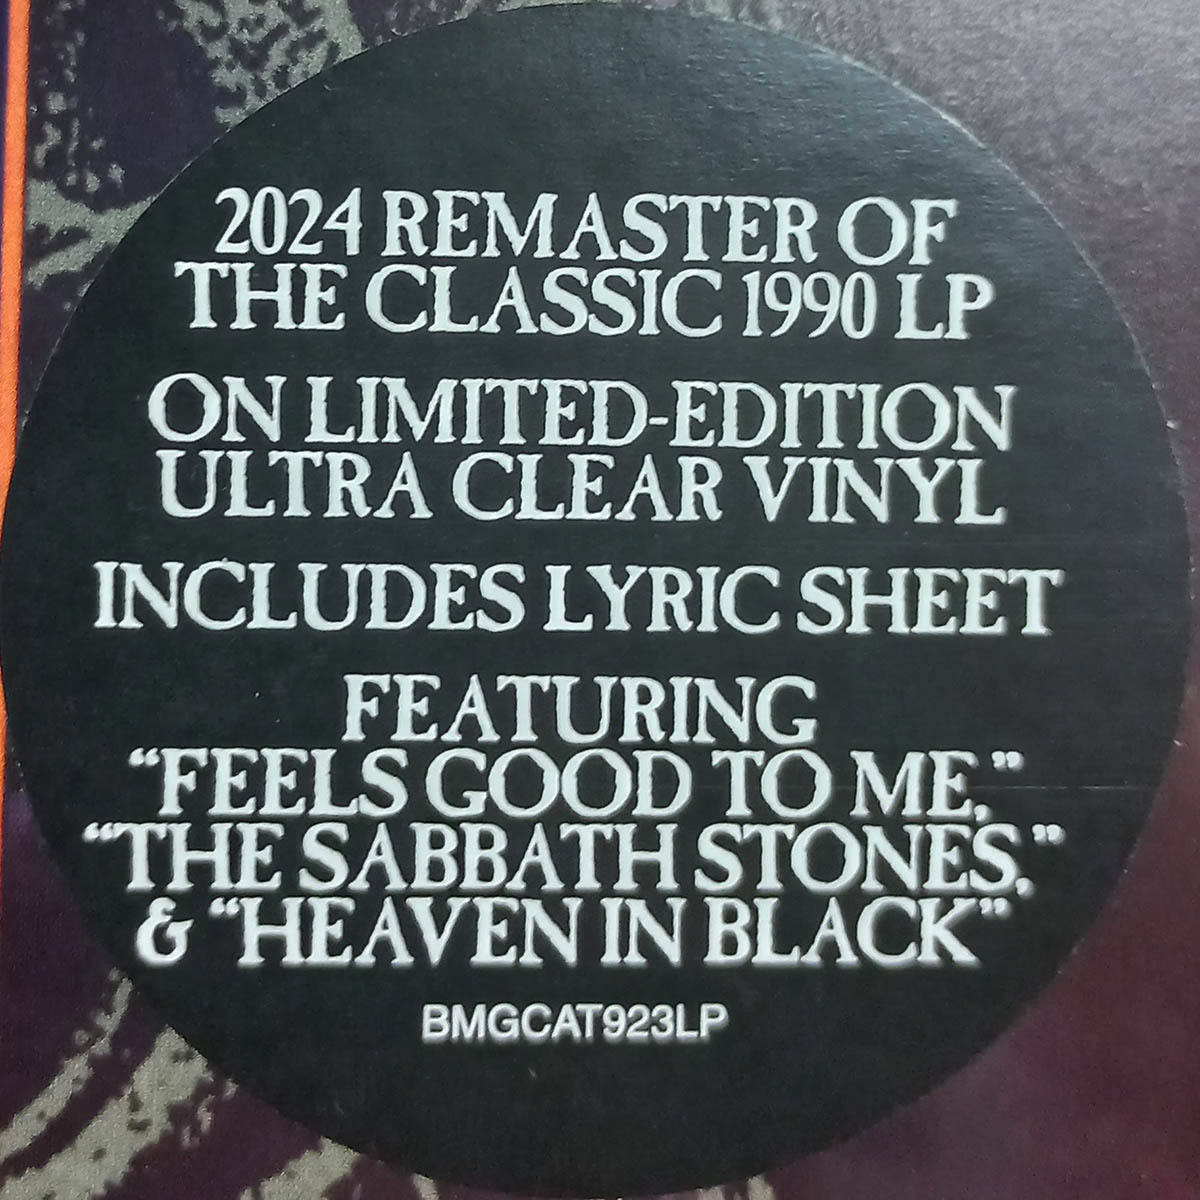 2024 REMASTER OF
THE CLASSIC 1990 LP
ON LIMITED-EDITION
ULTRA CLEAR VINYL
INCLUDES LYRIC SHEET
FEATURING
“FEELS GOOD TO ME,”
“THE SABBATH STONES,”
& “HEAVEN IN BLACK”
BMGCAT923LP